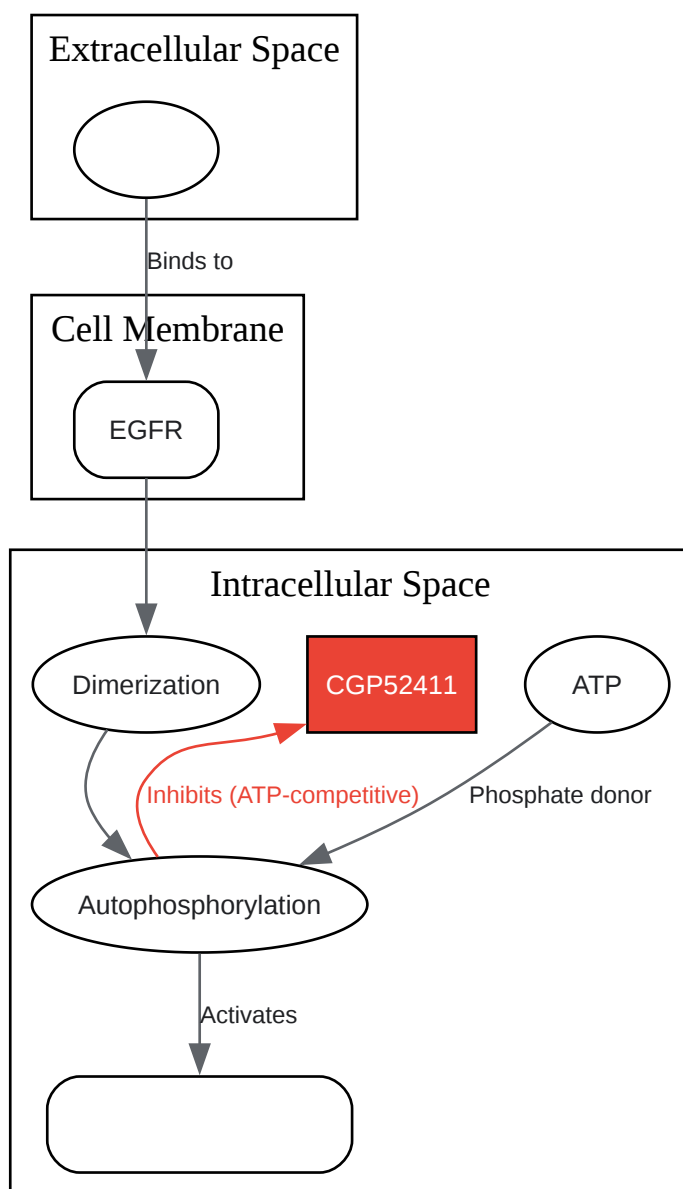 Extracellular Space
Binds to
Cell Membrane
EGFR
Intracellular Space
Dimerization
CGP52411
ATP
Inhibits (ATP-competitive)
Phosphate donor
Autophosphorylation
Activates